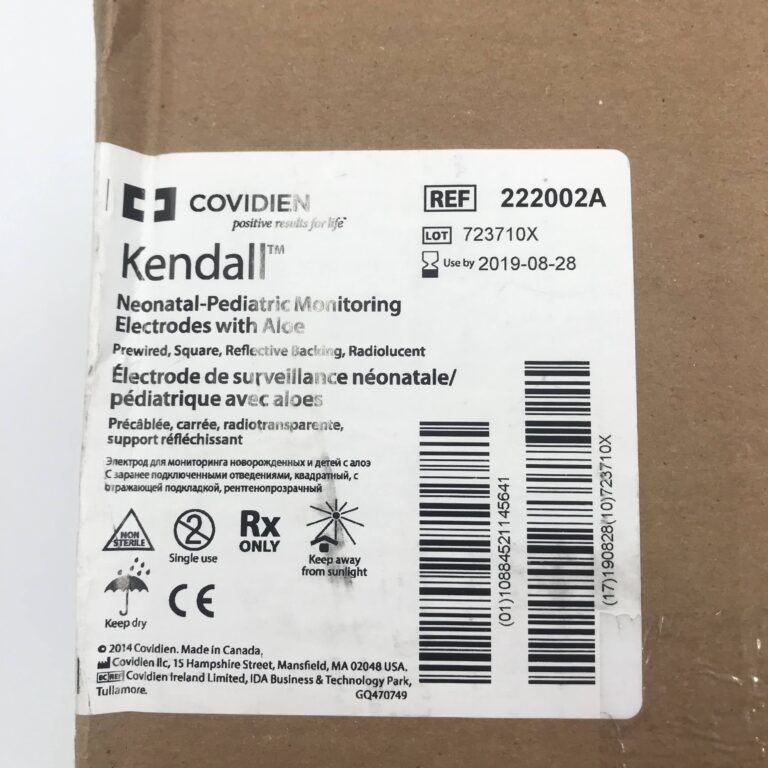 COVIDIEN
positive results for life™
Kendall™
Neonatal-Pediatric Monitoring
Electrodes with Aloe
Prewired, Square, Reflective Backing, Radiolucent
Électrode de surveillance néonatale/
pédiatrique avec aloes
Précâblée, carrée, radiotransparente,
support réfléchissant
Электрод для мониторинга новорожденных и детей с алоэ
С заранее подключенными отведениями, квадратный, с
отражающей подкладкой, рентгенопрозрачный
REF 222002A
LOT 723710X
Use by 2019-08-28
NON
STERILE
2
Single use
Rx
ONLY
Keep away
from sunlight
Keep dry
CE
(01)10884521145641
(17)190828(10)723710X
© 2014 Covidien. Made in Canada,
Covidien llc, 15 Hampshire Street, Mansfield, MA 02048 USA.
EC REP Covidien Ireland Limited, IDA Business & Technology Park,
Tullamore.
GQ470749